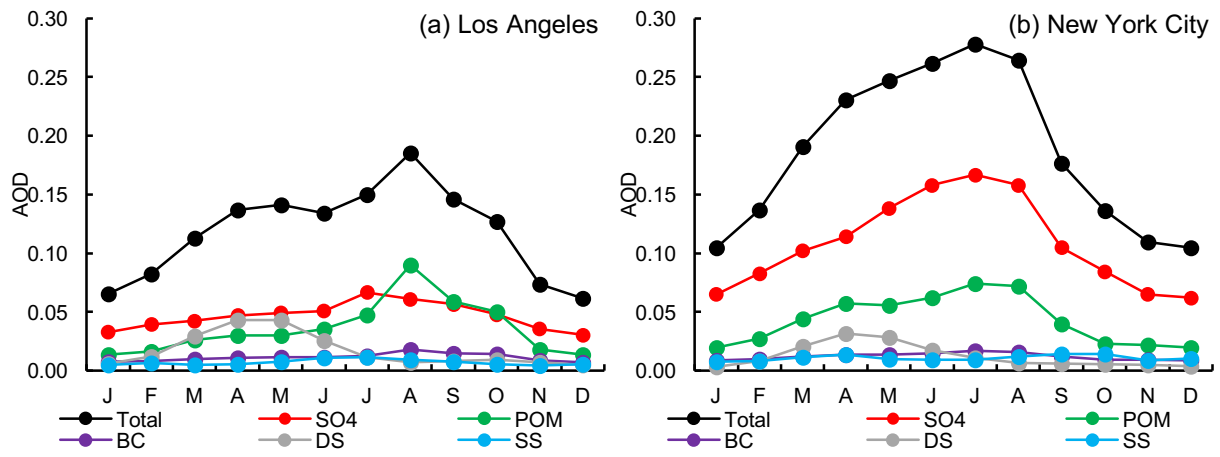 (a) Los Angeles
AOD
0.30
0.25
0.20
0.15
0.10
0.05
0.00
J F M A M J J A S O N D
Total SO4 POM
BC DS SS
(b) New York City
AOD
0.30
0.25
0.20
0.15
0.10
0.05
0.00
J F M A M J J A S O N D
Total SO4 POM
BC DS SS